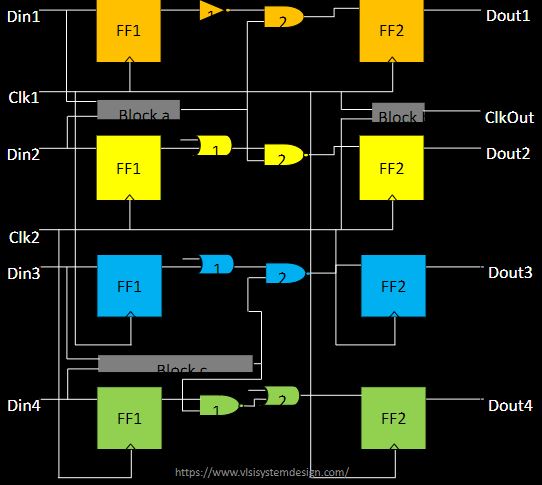 Din1 FF1 1 2 FF2 Dout1
Clk1 Block a Block ClkOut
Din2 FF1 1 2 FF2 Dout2
Clk2
Din3 FF1 1 2 FF2 Dout3
Block c
Din4 FF1 1 2 FF2 Dout4
https://www.vlsisystemdesign.com/